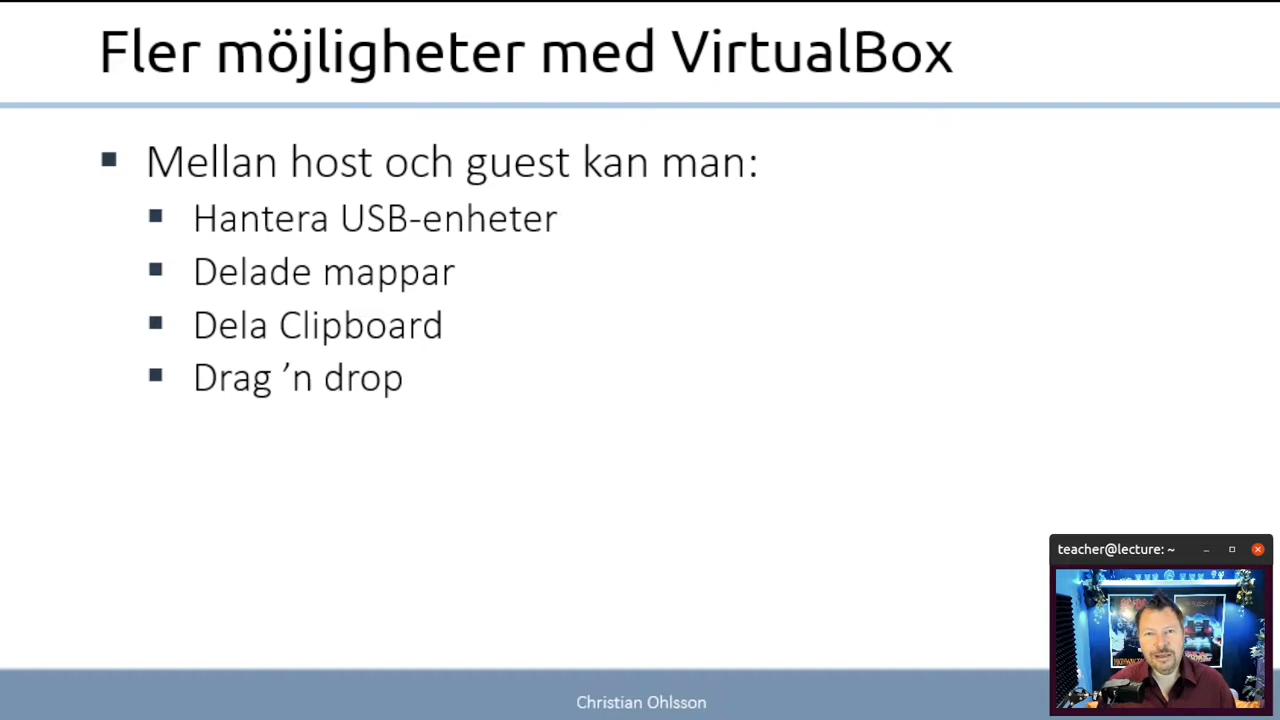 Fler möjligheter med VirtualBox
Mellan host och guest kan man:
Hantera USB-enheter
Delade mappar
Dela Clipboard
Drag ’n drop
teacher@lecture: ~
Christian Ohlsson